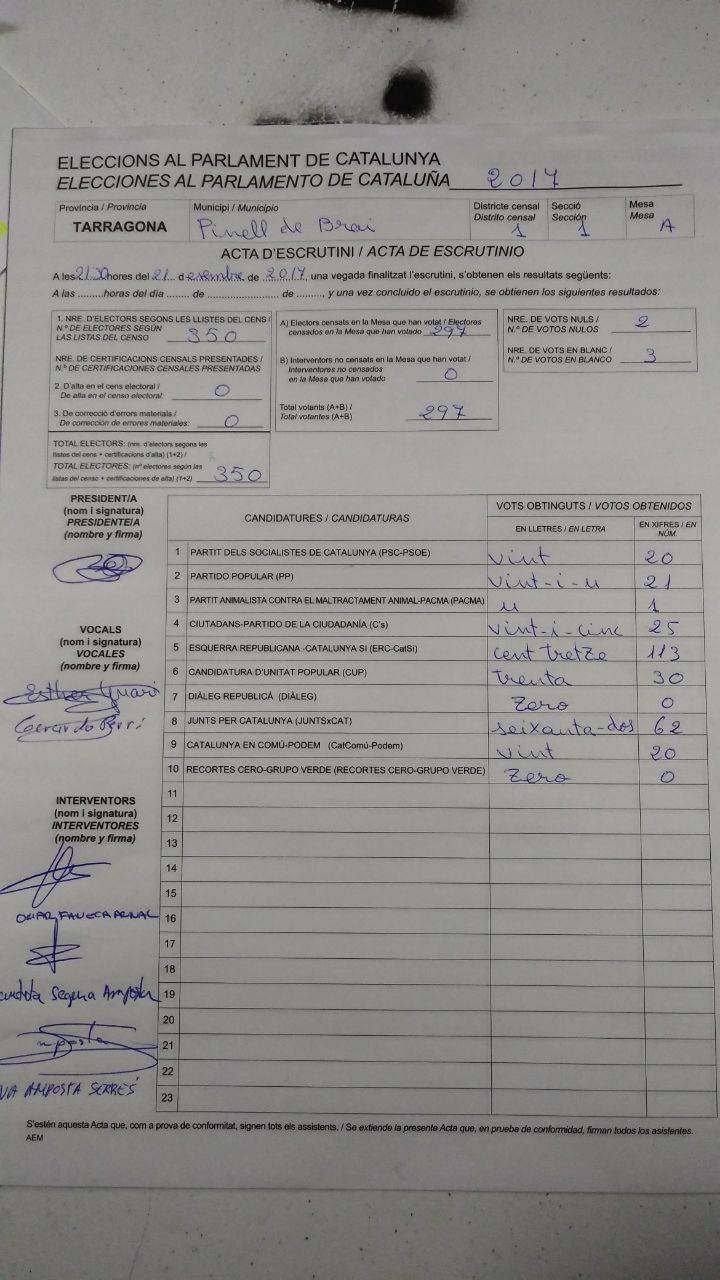 ELECCIONS AL PARLAMENT DE CATALUNYA
ELECCIONES AL PARLAMENTO DE CATALUÑA 2017
Província / Provincia Municipi / Municipio Districte censal Secció Mesa
TARRAGONA Pinell de Brai Distrito censal 1 Sección 1 Mesa A
ACTA D'ESCRUTINI / ACTA DE ESCRUTINIO
A les 21:30 hores del 21 d desembre de 2017, una vegada finalitzat l'escrutini, s'obtenen els resultats següents:
A las .........horas del día ....... de .................. de ........, y una vez concluido el escrutinio, se obtienen los siguientes resultados:
1. NRE. D'ELECTORS SEGONS LES LLISTES DEL CENS /
N.º DE ELECTORES SEGÚN
LAS LISTAS DEL CENSO 350
NRE. DE CERTIFICACIONS CENSALS PRESENTADES /
N.º DE CERTIFICACIONES CENSALES PRESENTADAS
2. D'alta en el cens electoral /
De alta en el censo electoral: 0
3. De correcció d'errors materials /
De corrección de errores materiales: 0
TOTAL ELECTORS: (nre. d'electors segons les
llistes del cens + certificacions d'alta) (1+2) /
TOTAL ELECTORES: (nº electores según las
listas del censo + certificaciones de alta) (1+2) 350
A) Electors censats en la Mesa que han votat / Electores
censados en la Mesa que han votado 297
B) Interventors no censats en la Mesa que han votat /
Interventores no censados
en la Mesa que han votado 0
Total votants (A+B) /
Total votantes (A+B) 297
NRE. DE VOTS NULS /
N.º DE VOTOS NULOS 2
NRE. DE VOTS EN BLANC /
N.º DE VOTOS EN BLANCO 3
PRESIDENT/A
(nom i signatura)
PRESIDENTE/A
(nombre y firma)
VOCALS
(nom i signatura)
VOCALES
(nombre y firma)
Esther
Gerardo
INTERVENTORS
(nom i signatura)
INTERVENTORES
(nombre y firma)
OMAR
Segura Amposta
Amposta
AMPOSTA SERRES
CANDIDATURES / CANDIDATURAS VOTS OBTINGUTS / VOTOS OBTENIDOS
EN LLETRES / EN LETRA EN XIFRES / EN
NÚM.
1 PARTIT DELS SOCIALISTES DE CATALUNYA (PSC-PSOE) vint 20
2 PARTIDO POPULAR (PP) vint-i-u 21
3 PARTIT ANIMALISTA CONTRA EL MALTRACTAMENT ANIMAL-PACMA (PACMA) u 1
4 CIUTADANS-PARTIDO DE LA CIUDADANÍA (C's) vint-i-cinc 25
5 ESQUERRA REPUBLICANA -CATALUNYA SÍ (ERC-CatSí) cent tretze 113
6 CANDIDATURA D'UNITAT POPULAR (CUP) trenta 30
7 DIÀLEG REPUBLICÀ (DIÀLEG) Zero 0
8 JUNTS PER CATALUNYA (JUNTSxCAT) seixanta-dos 62
9 CATALUNYA EN COMÚ-PODEM (CatComú-Podem) vint 20
10 RECORTES CERO-GRUPO VERDE (RECORTES CERO-GRUPO VERDE) Zero 0
11
12
13
14
15
16
17
18
19
20
21
22
23
S'estén aquesta Acta que, com a prova de conformitat, signen tots els assistents. / Se extiende la presente Acta que, en prueba de conformidad, firman todos los asistentes.
AEM